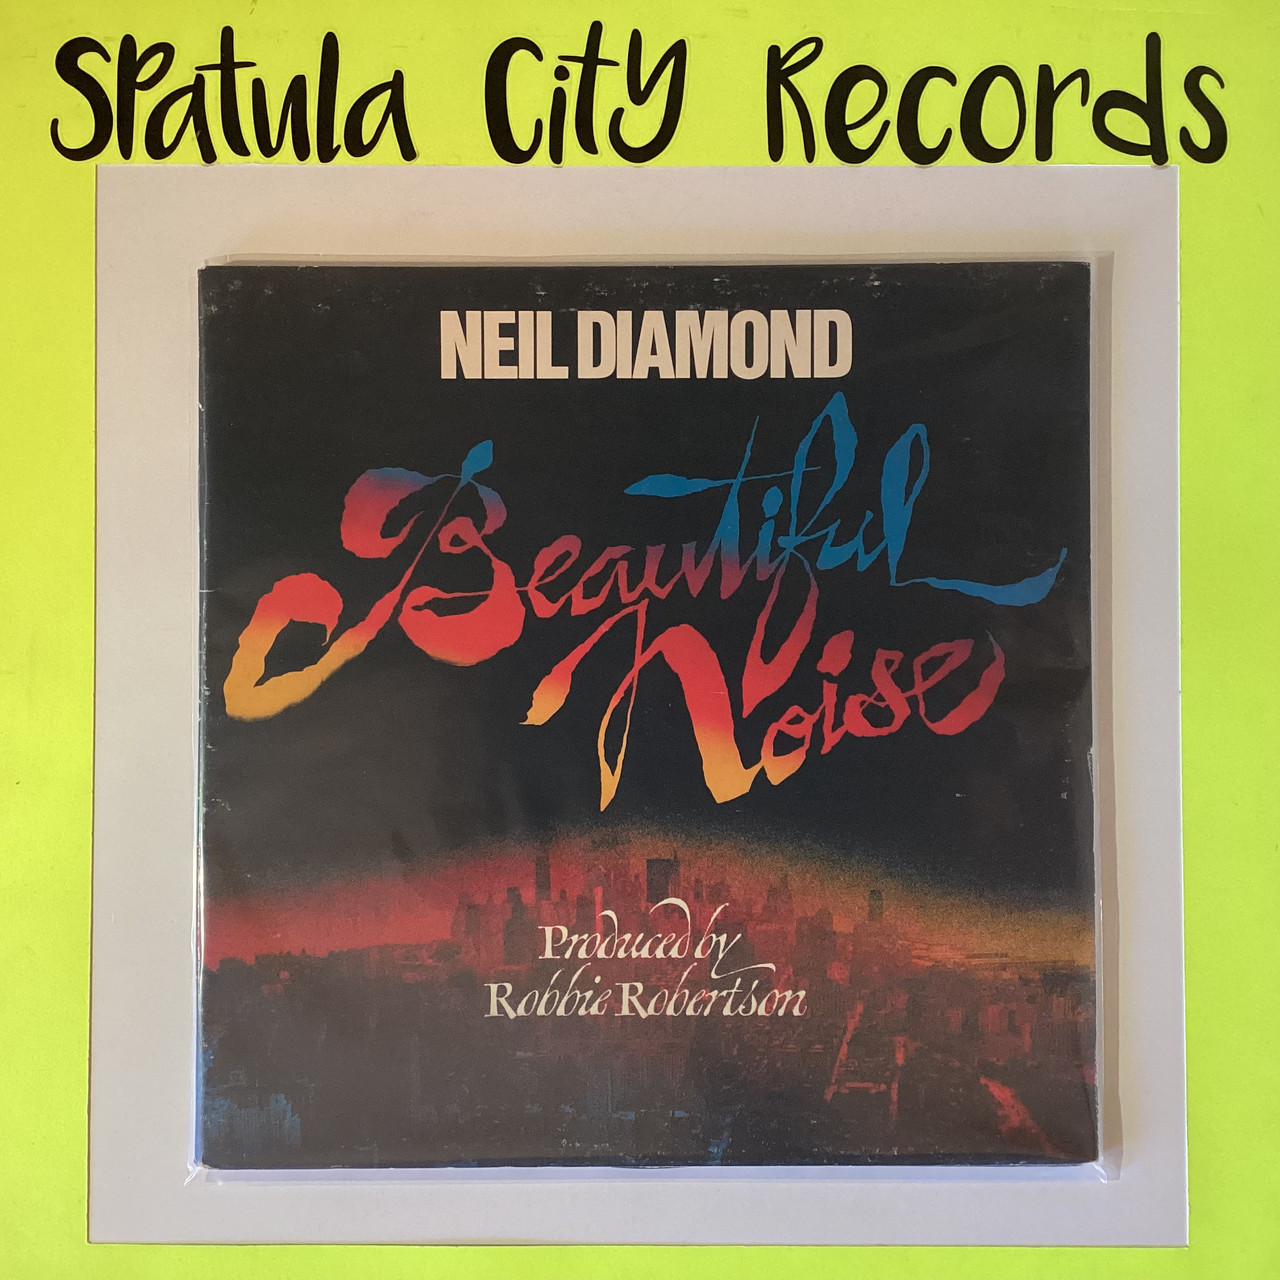 Spatula City Records
NEIL DIAMOND
Beautiful
Noise
Produced by
Robbie Robertson